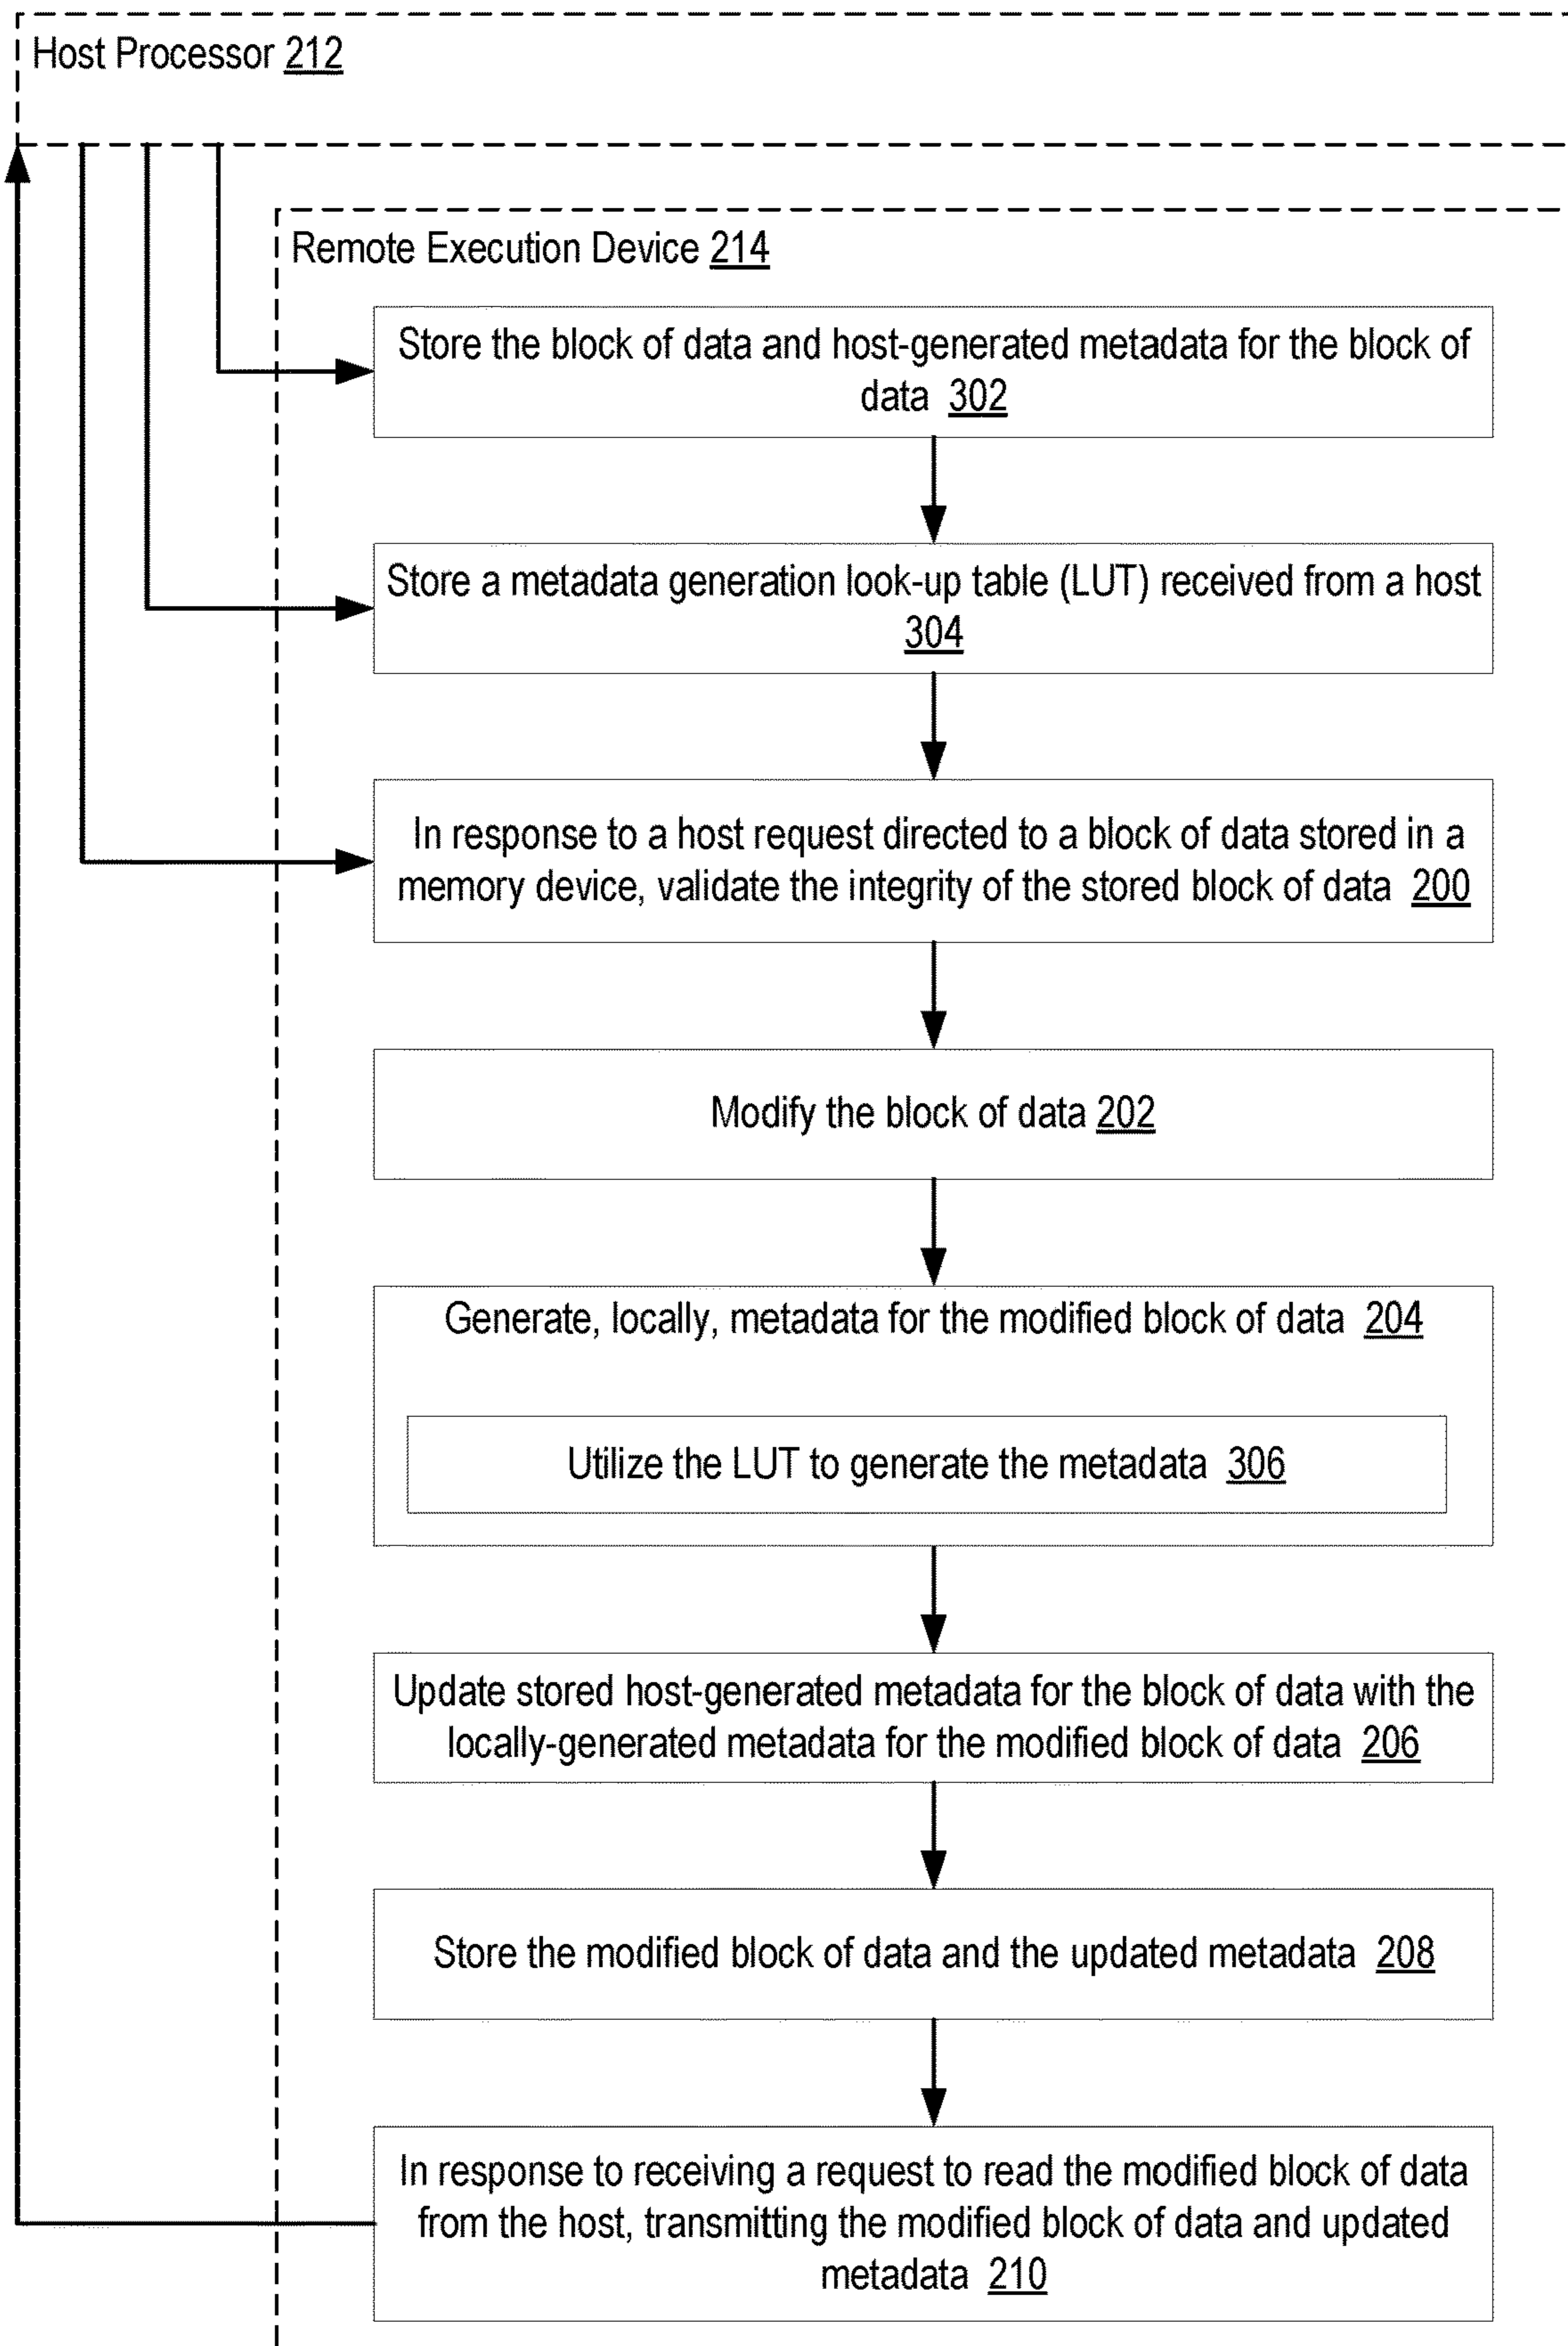 Host Processor 212
Remote Execution Device 214
Store the block of data and host-generated metadata for the block of
data 302
Store a metadata generation look-up table (LUT) received from a host
304
In response to a host request directed to a block of data stored in a
memory device, validate the integrity of the stored block of data 200
Modify the block of data 202
Generate, locally, metadata for the modified block of data 204
Utilize the LUT to generate the metadata 306
Update stored host-generated metadata for the block of data with the
locally-generated metadata for the modified block of data 206
Store the modified block of data and the updated metadata 208
In response to receiving a request to read the modified block of data
from the host, transmitting the modified block of data and updated
metadata 210